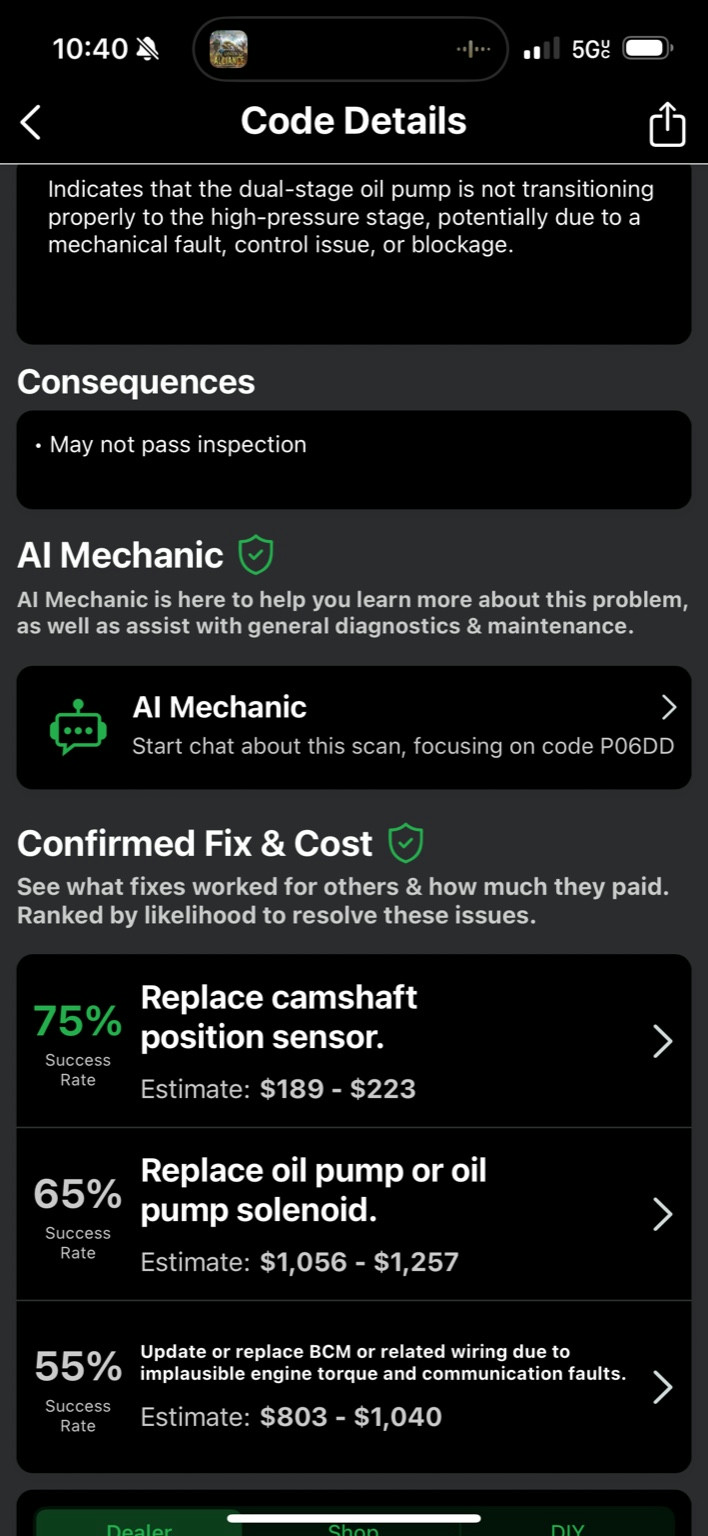 10:40
5G UC
Code Details
Indicates that the dual-stage oil pump is not transitioning
properly to the high-pressure stage, potentially due to a
mechanical fault, control issue, or blockage.
Consequences
• May not pass inspection
AI Mechanic
AI Mechanic is here to help you learn more about this problem,
as well as assist with general diagnostics & maintenance.
AI Mechanic
Start chat about this scan, focusing on code P06DD
Confirmed Fix & Cost
See what fixes worked for others & how much they paid.
Ranked by likelihood to resolve these issues.
75%
Success
Rate
Replace camshaft
position sensor.
Estimate: $189 - $223
65%
Success
Rate
Replace oil pump or oil
pump solenoid.
Estimate: $1,056 - $1,257
55%
Success
Rate
Update or replace BCM or related wiring due to
implausible engine torque and communication faults.
Estimate: $803 - $1,040
Dealer
Shop
DIY